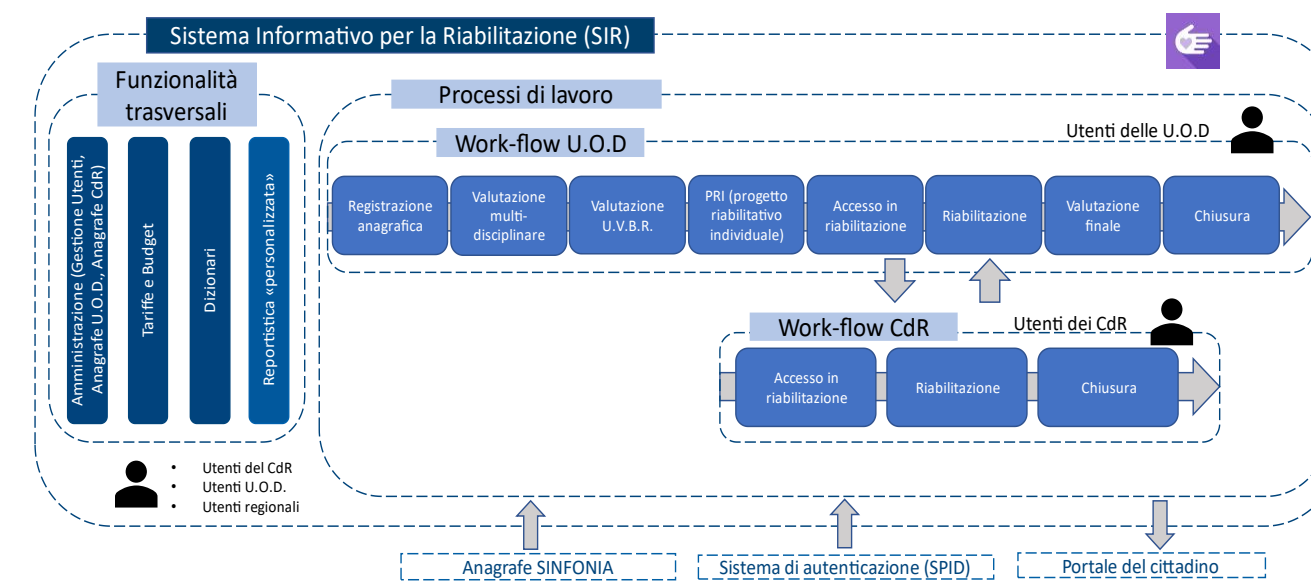 Sistema Informativo per la Riabilitazione (SIR)
Funzionalità
trasversali
Amministrazione (Gestione Utenti,
Anagrafe U.O.D., Anagrafe CdR)
Tariffe e Budget
Dizionari
Reportistica «personalizzata»
Utenti del CdR
Utenti U.O.D.
Utenti regionali
Processi di lavoro
Utenti delle U.O.D
Work-flow U.O.D
Registrazione
anagrafica
Valutazione
multi-
disciplinare
Valutazione
U.V.B.R.
PRI (progetto
riabilitativo
individuale)
Accesso in
riabilitazione
Riabilitazione
Valutazione
finale
Chiusura
Work-flow CdR
Utenti dei CdR
Accesso in
riabilitazione
Riabilitazione
Chiusura
Anagrafe SINFONIA
Sistema di autenticazione (SPID)
Portale del cittadino